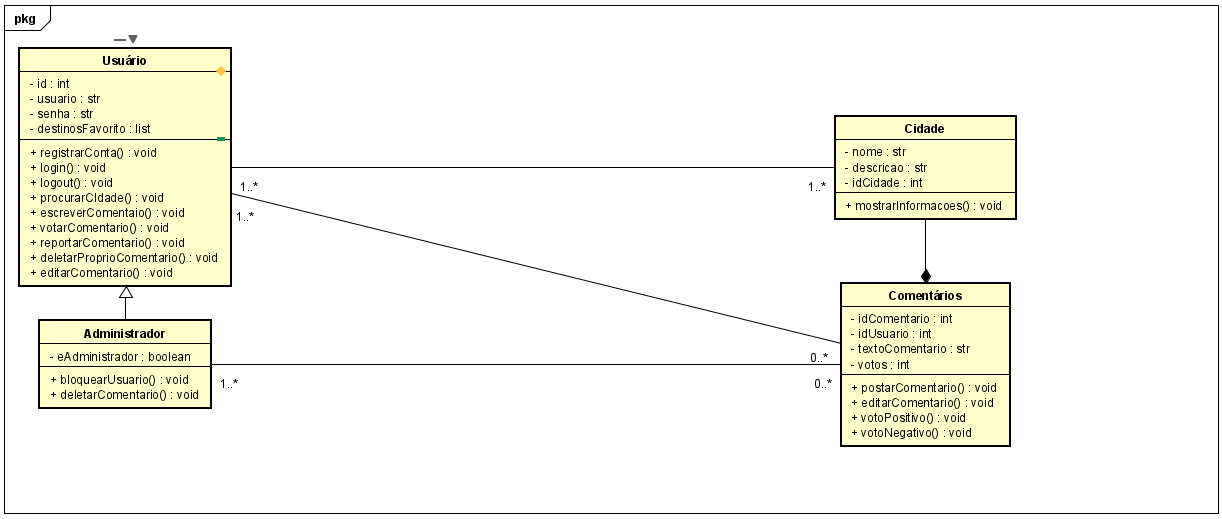 pkg
Usuário
- id : int
- usuario : str
- senha : str
- destinosFavorito : list
+ registrarConta() : void
+ login() : void
+ logout() : void
+ procurarCIdade() : void
+ escreverComentaio() : void
+ votarComentario() : void
+ reportarComentario() : void
+ deletarProprioComentario() : void
+ editarComentario() : void
1..*
1..*
1..*
Cidade
- nome : str
- descricao : str
- idCidade : int
+ mostrarInformacoes() : void
Administrador
- eAdministrador : boolean
+ bloquearUsuario() : void
+ deletarComentario() : void
1..*
0..*
0..*
Comentários
- idComentario : int
- idUsuario : int
- textoComentario : str
- votos : int
+ postarComentario() : void
+ editarComentario() : void
+ votoPositivo() : void
+ votoNegativo() : void